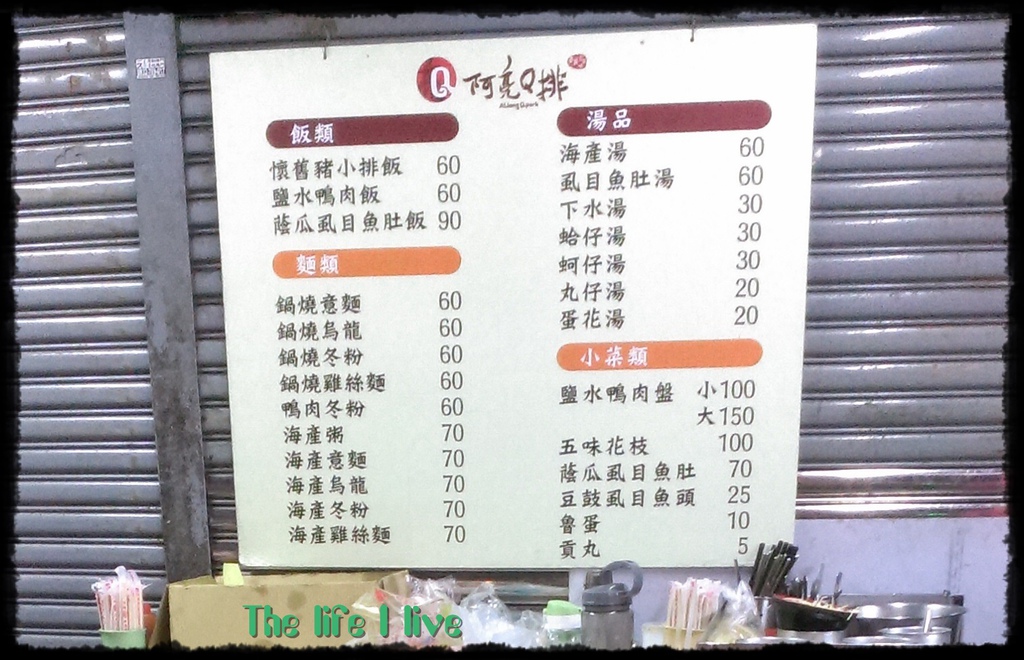 Q 阿亮Q排
飯類
懷舊豬小排飯 60
鹽水鴨肉飯 60
蔭瓜虱目魚肚飯 90
麵類
鍋燒意麵 60
鍋燒烏龍 60
鍋燒冬粉 60
鍋燒雞絲麵 60
鴨肉冬粉 60
海產粥 70
海產意麵 70
海產烏龍 70
海產冬粉 70
海產雞絲麵 70
湯品
海產湯 60
虱目魚肚湯 60
下水湯 30
蛤仔湯 30
蚵仔湯 30
丸仔湯 20
蛋花湯 20
小菜類
鹽水鴨肉盤 小100
大150
五味花枝 100
蔭瓜虱目魚肚 70
豆鼓虱目魚頭 25
魯蛋 10
貢丸 5
The life I live